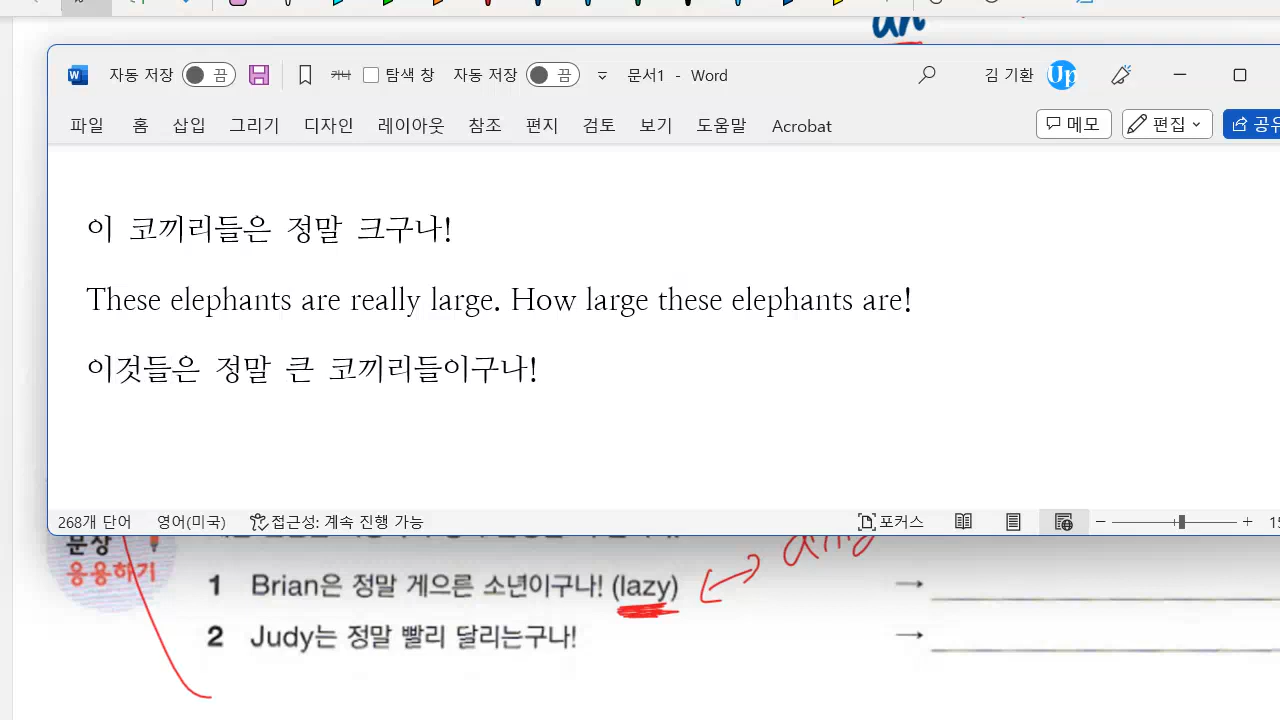 an
자동 저장 끔 가나 탐색 창 자동 저장 끔 문서1 - Word 김 기환 Up
파일 홈 삽입 그리기 디자인 레이아웃 참조 편지 검토 보기 도움말 Acrobat 메모 편집 공유
이 코끼리들은 정말 크구나!
These elephants are really large. How large these elephants are!
이것들은 정말 큰 코끼리들이구나!
268개 단어 영어(미국) 접근성: 계속 진행 가능 포커스
문장
응용하기
1 Brian은 정말 게으른 소년이구나! (lazy) →
2 Judy는 정말 빨리 달리는구나! →